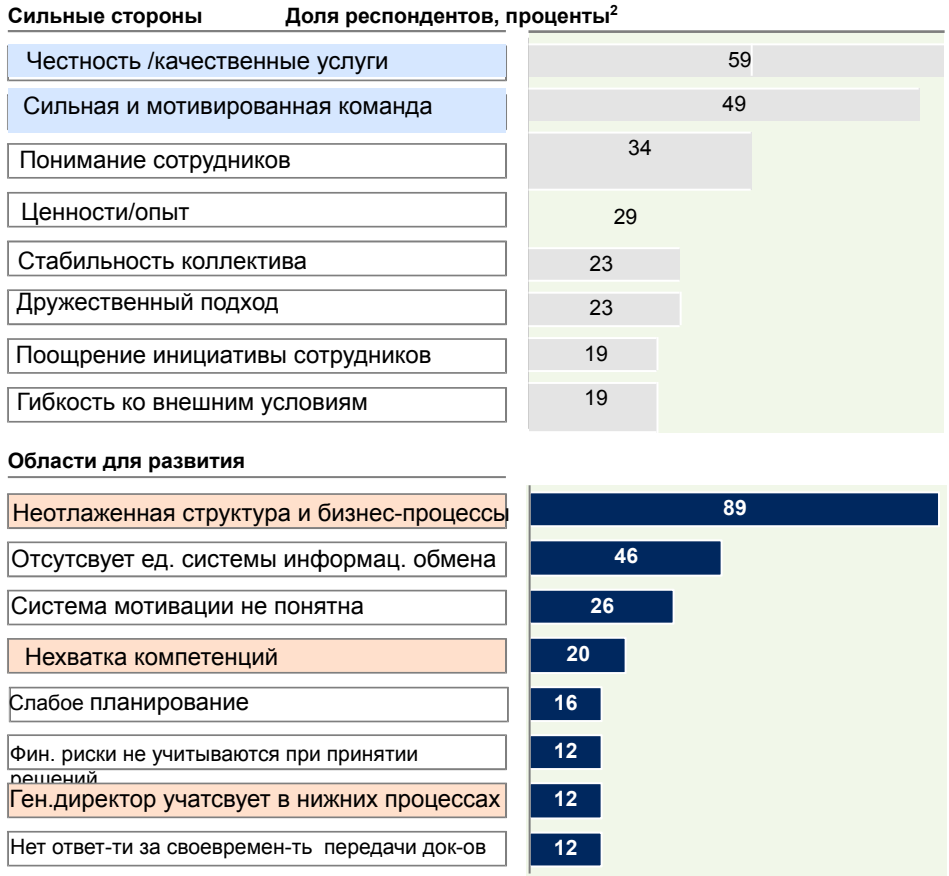 Сильные стороны Доля респондентов, проценты2
Честность /качественные услуги 59
Сильная и мотивированная команда 49
Понимание сотрудников 34
Ценности/опыт 29
Стабильность коллектива 23
Дружественный подход 23
Поощрение инициативы сотрудников 19
Гибкость ко внешним условиям 19
Области для развития
Неотлаженная структура и бизнес-процессы 89
Отсутсвует ед. системы информац. обмена 46
Система мотивации не понятна 26
Нехватка компетенций 20
Слабое планирование 16
Фин. риски не учитываются при принятии 12
решений
Ген.директор учатсвует в нижних процессах 12
Нет ответ-ти за своевремен-ть передачи док-ов 12